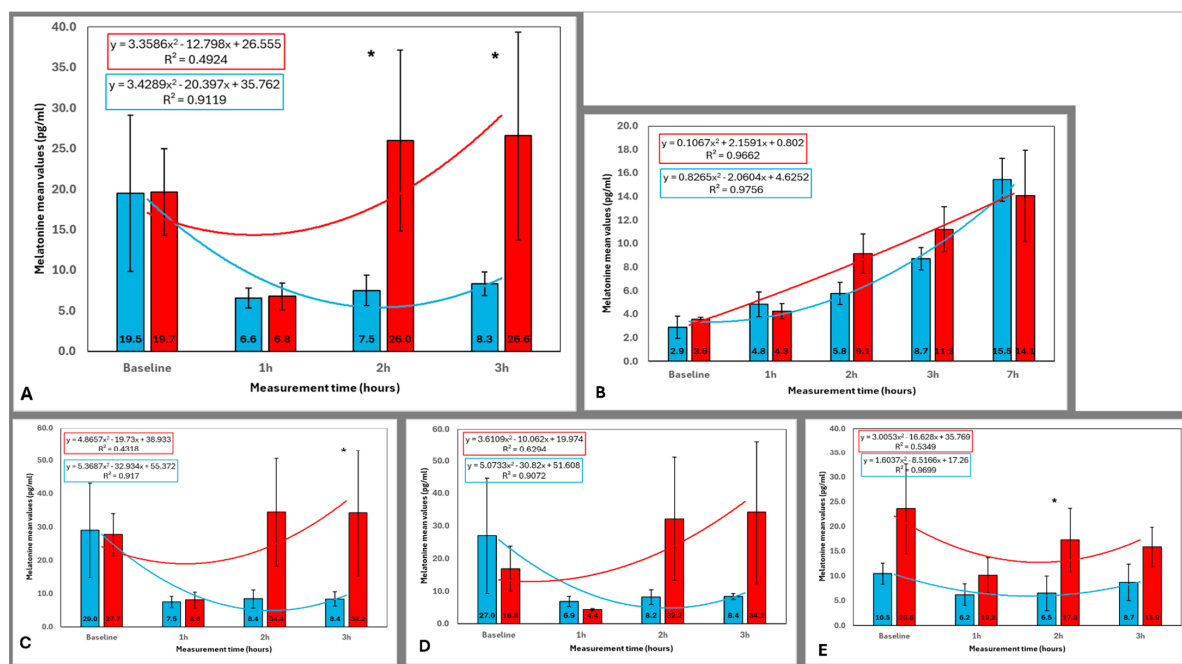 40.0
35.0
30.0
25.0
20.0
15.0
10.0
5.0
0.0
Melatonine mean values (pg/ml)
y = 3.3586x² - 12.798x + 26.555
R² = 0.4924
y = 3.4289x² - 20.397x + 35.762
R² = 0.9119
*
*
19.5
19.7
6.6
6.8
7.5
26.0
8.3
26.6
Baseline
1h
2h
3h
Measurement time (hours)
A
20.0
18.0
16.0
14.0
12.0
10.0
8.0
6.0
4.0
2.0
0.0
Melatonine mean values (pg/ml)
y = 0.1067x² + 2.1591x + 0.802
R² = 0.9662
y = 0.8265x² - 2.0604x + 4.6252
R² = 0.9756
2.9
3.6
4.8
4.3
5.8
9.1
8.7
11.2
15.5
14.1
Baseline
1h
2h
3h
7h
Measurement time (hours)
B
60.0
50.0
40.0
30.0
20.0
10.0
0.0
Melatonine mean values (pg/ml)
y = 4.8657x² - 19.73x + 38.933
R² = 0.4318
y = 5.3687x² - 32.934x + 55.372
R² = 0.917
*
29.0
27.7
7.5
8.4
34.4
8.4
34.2
Baseline
1h
2h
3h
Measurement time (hours)
C
60.0
50.0
40.0
30.0
20.0
10.0
0.0
Melatonine mean values (pg/ml)
y = 3.6109x² - 10.062x + 19.974
R² = 0.6294
y = 5.0733x² - 30.82x + 51.608
R² = 0.9072
27.0
16.8
6.9
4.4
8.2
8.4
34.2
Baseline
1h
2h
3h
Measurement time (hours)
D
40.0
35.0
30.0
25.0
20.0
15.0
10.0
5.0
0.0
Melatonine mean values (pg/ml)
y = 3.0053x² - 16.628x + 35.769
R² = 0.5349
y = 1.6037x² - 8.5166x + 17.26
R² = 0.9699
*
10.5
23.6
6.2
10.2
6.5
17.3
8.7
15.9
Baseline
1h
2h
3h
Measurement time (hours)
E